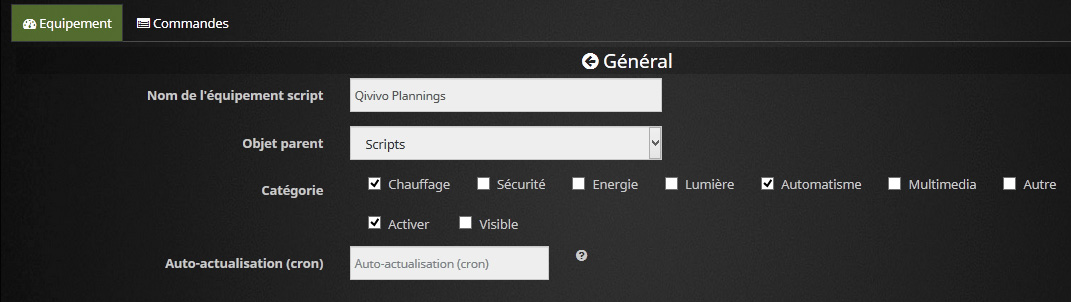 Equipement Commandes
Général
Nom de l'équipement script Qivivo Plannings
Objet parent Scripts
Catégorie Chauffage Sécurité Energie Lumière Automatisme Multimedia Autre
Activer Visible
Auto-actualisation (cron) Auto-actualisation (cron) ?